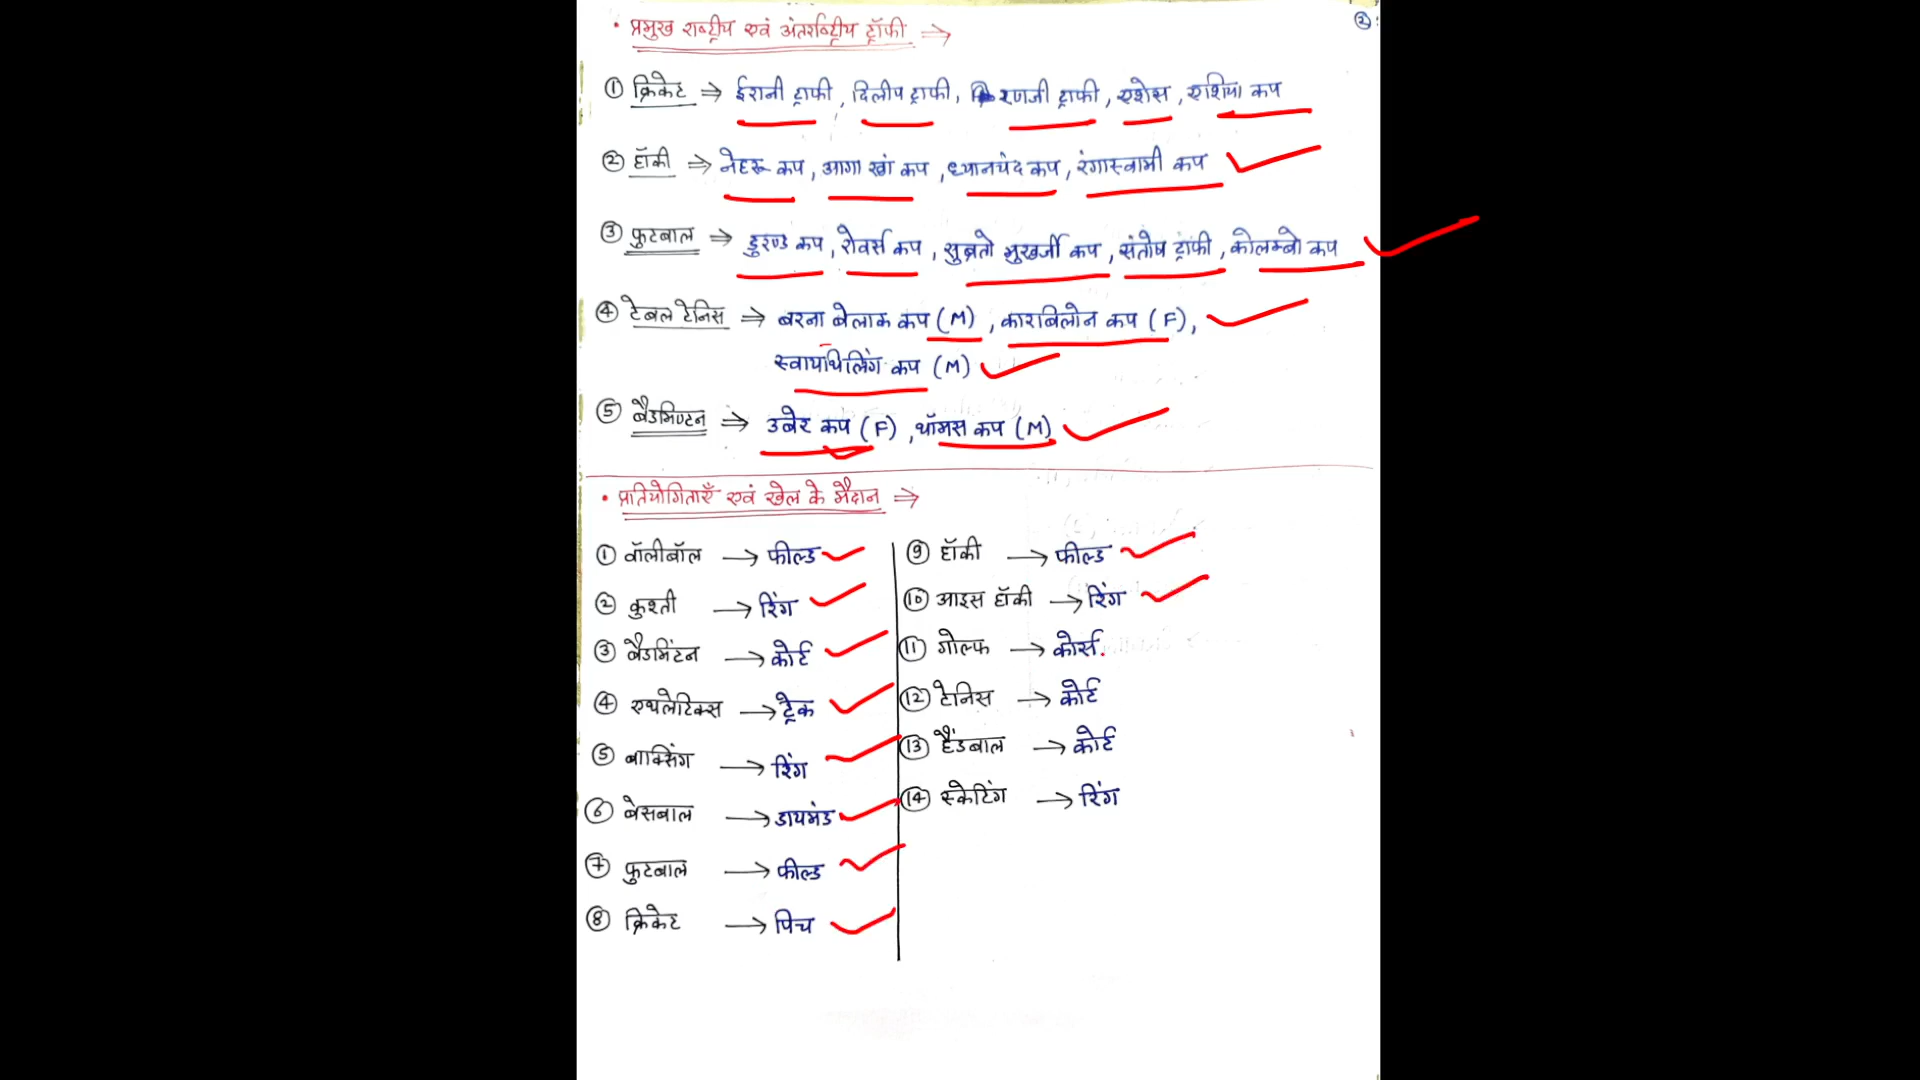 • प्रमुख राष्ट्रीय एवं अंतर्राष्ट्रीय ट्रॉफी ⇒
②
① क्रिकेट ⇒ ईरानी ट्राफी, दिलीप ट्राफी, रणजी ट्राफी, एशेस, एशिया कप
② हॉकी ⇒ नेहरू कप, आगा खां कप, ध्यानचंद कप, रंगास्वामी कप
③ फुटबाल ⇒ डुरण्ड कप, रोवर्स कप, सुब्रतो मुखर्जी कप, संतोष ट्राफी, कोलम्बो कप
④ टेबल टेनिस ⇒ बरना बेलाक कप (M), कारबिलोन कप (F),
स्वायथलिंग कप (M)
⑤ बैडमिण्टन ⇒ उबेर कप (F), थॉमस कप (M)
• प्रतियोगिताएँ एवं खेल के मैदान ⇒
① वॉलीबॉल → फील्ड
② कुश्ती → रिंग
③ बैडमिंटन → कोर्ट
④ एथलेटिक्स → ट्रेक
⑤ बाक्सिंग → रिंग
⑥ बेसबाल → डायमंड
⑦ फुटबाल → फील्ड
⑧ क्रिकेट → पिच
⑨ हॉकी → फील्ड
⑩ आइस हॉकी → रिंग
⑪ गोल्फ → कोर्स
⑫ टेनिस → कोर्ट
⑬ हैंडबाल → कोर्ट
⑭ स्केटिंग → रिंग